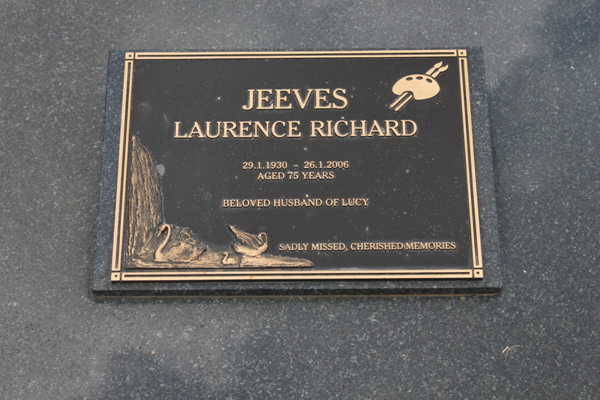 JEEVES
LAURENCE RICHARD
29.1.1930 – 26.1.2006
AGED 75 YEARS
BELOVED HUSBAND OF LUCY
SADLY MISSED, CHERISHED MEMORIES